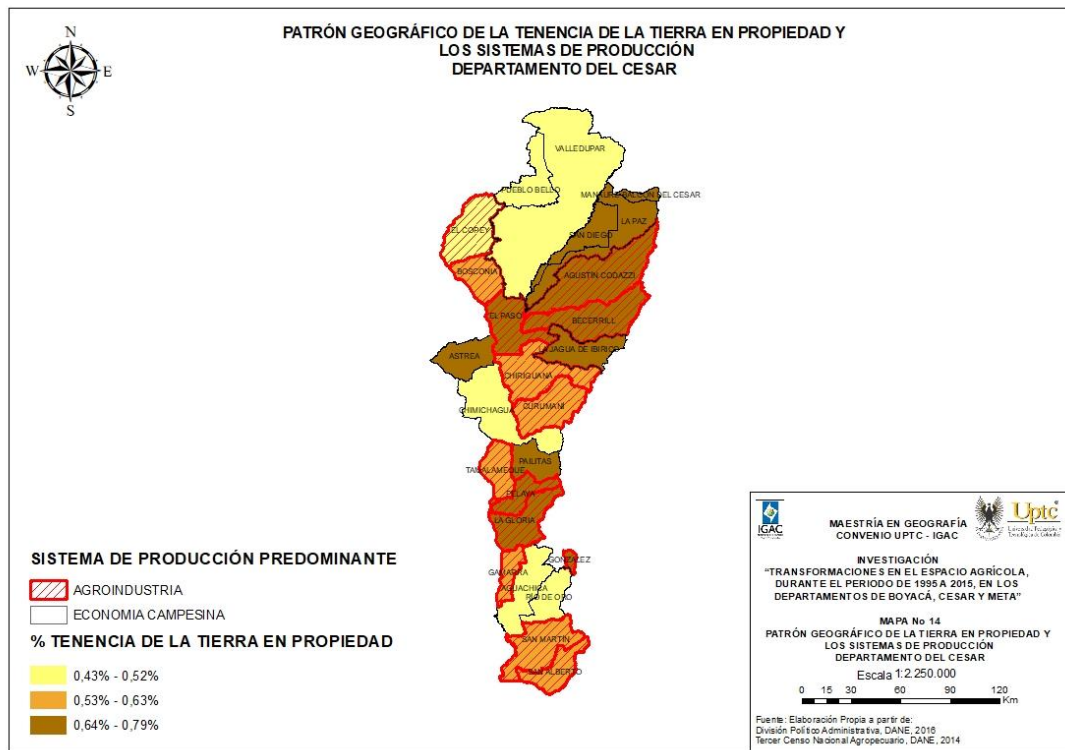 PATRÓN GEOGRÁFICO DE LA TENENCIA DE LA TIERRA EN PROPIEDAD Y
LOS SISTEMAS DE PRODUCCIÓN
DEPARTAMENTO DEL CESAR
N
W
E
S
VALLEDUPAR
PUEBLO BELLO
MANAURE BALCON DEL CESAR
LA PAZ
EL COPEY
SAN DIEGO
BOSCONIA
AGUSTIN CODAZZI
EL PASO
BECERRILL
ASTREA
LA JAGUA DE IBIRICO
CHIRIGUANA
CHIMICHAGUA
CURUMANI
PAILITAS
TAMALAMEQUE
PELAYA
LA GLORIA
GONZALEZ
GAMARRA
AGUACHICA
RIO DE ORO
SAN MARTIN
SAN ALBERTO
SISTEMA DE PRODUCCIÓN PREDOMINANTE
AGROINDUSTRIA
ECONOMIA CAMPESINA
% TENENCIA DE LA TIERRA EN PROPIEDAD
0,43% - 0,52%
0,53% - 0,63%
0,64% - 0,79%
IGAC
MAESTRÍA EN GEOGRAFÍA
CONVENIO UPTC - IGAC
Uptc
INVESTIGACIÓN
"TRANSFORMACIONES EN EL ESPACIO AGRÍCOLA,
DURANTE EL PERIODO DE 1995 A 2015, EN LOS
DEPARTAMENTOS DE BOYACÁ, CESAR Y META"
MAPA No 14
PATRÓN GEOGRÁFICO DE LA TIERRA EN PROPIEDAD Y
LOS SISTEMAS DE PRODUCCIÓN
DEPARTAMENTO DEL CESAR
Escala 1:2.250.000
0 15 30 60 90 120
Km
Fuente: Elaboración Propia a partir de:
División Politico Administrativa, DANE, 2016
Tercer Censo Nacional Agropecuario, DANE, 2014